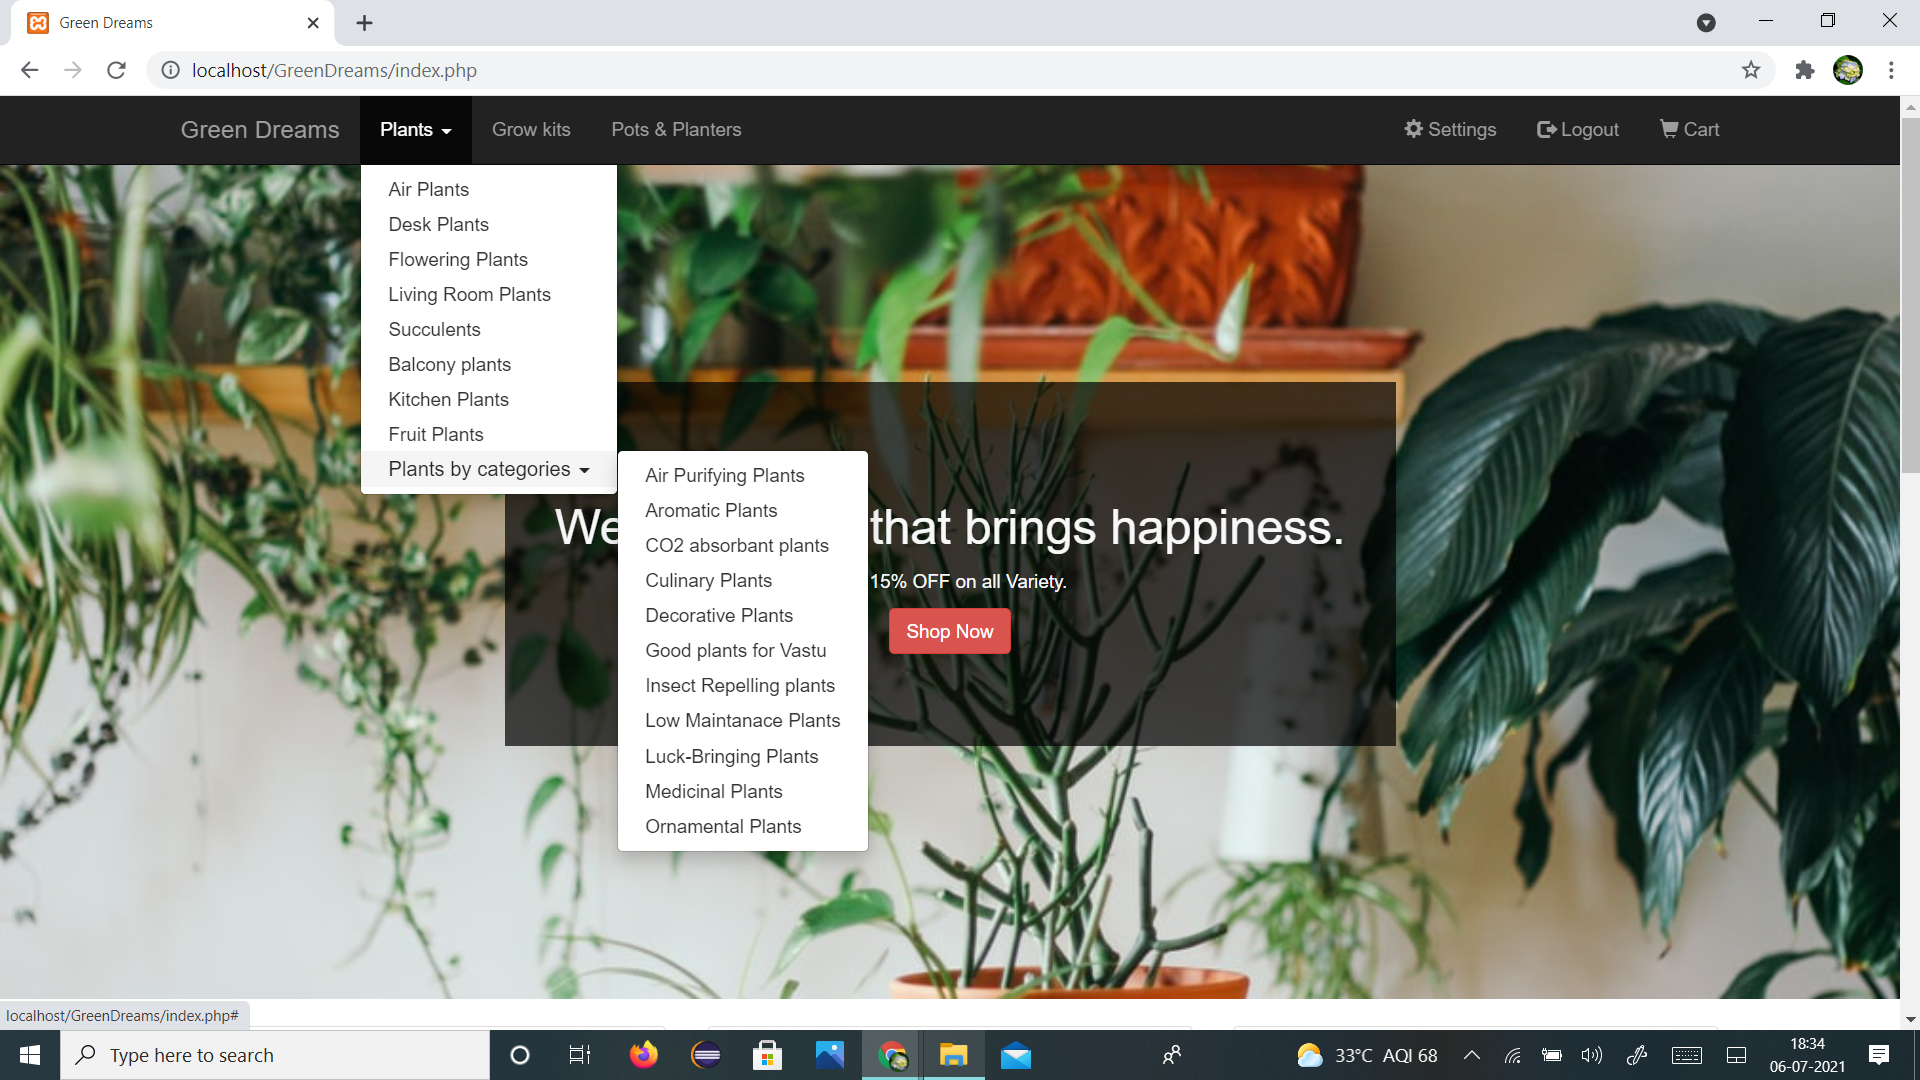 Green Dreams
localhost/GreenDreams/index.php
Green Dreams Plants Grow kits Pots & Planters Settings Logout Cart
Air Plants
Desk Plants
Flowering Plants
Living Room Plants
Succulents
Balcony plants
Kitchen Plants
Fruit Plants
Plants by categories
Air Purifying Plants
Aromatic Plants
CO2 absorbant plants
Culinary Plants
Decorative Plants
Good plants for Vastu
Insect Repelling plants
Low Maintanace Plants
Luck-Bringing Plants
Medicinal Plants
Ornamental Plants
We that brings happiness.
15% OFF on all Variety.
Shop Now
localhost/GreenDreams/index.php#
Type here to search
33°C AQI 68
18:34
06-07-2021